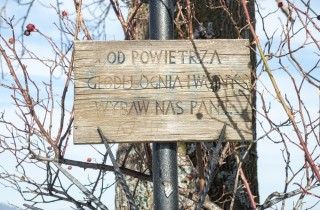 OD POWIETRZA
GŁODU, OGNIA I WOJNY
WYBAW NAS PANIE